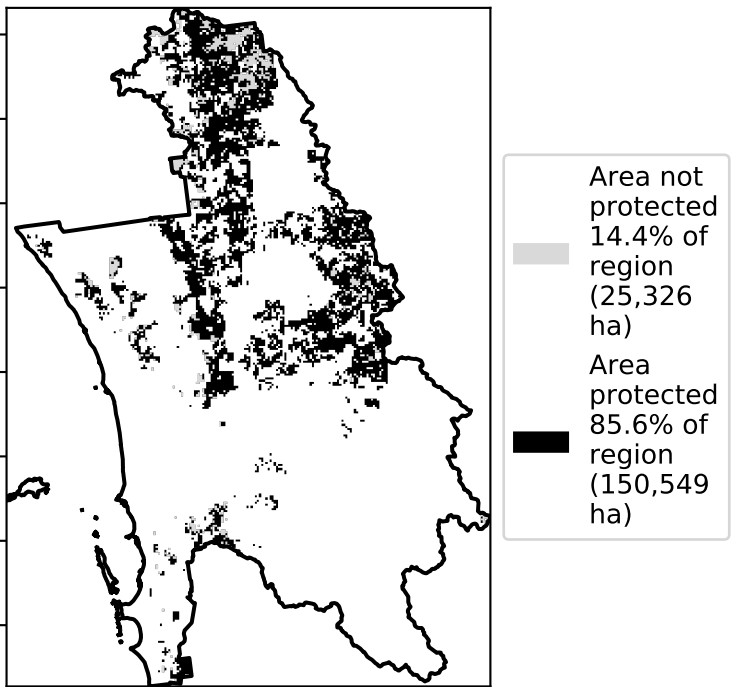 Area not
protected
14.4% of
region
(25,326
ha)
Area
protected
85.6% of
region
(150,549
ha)